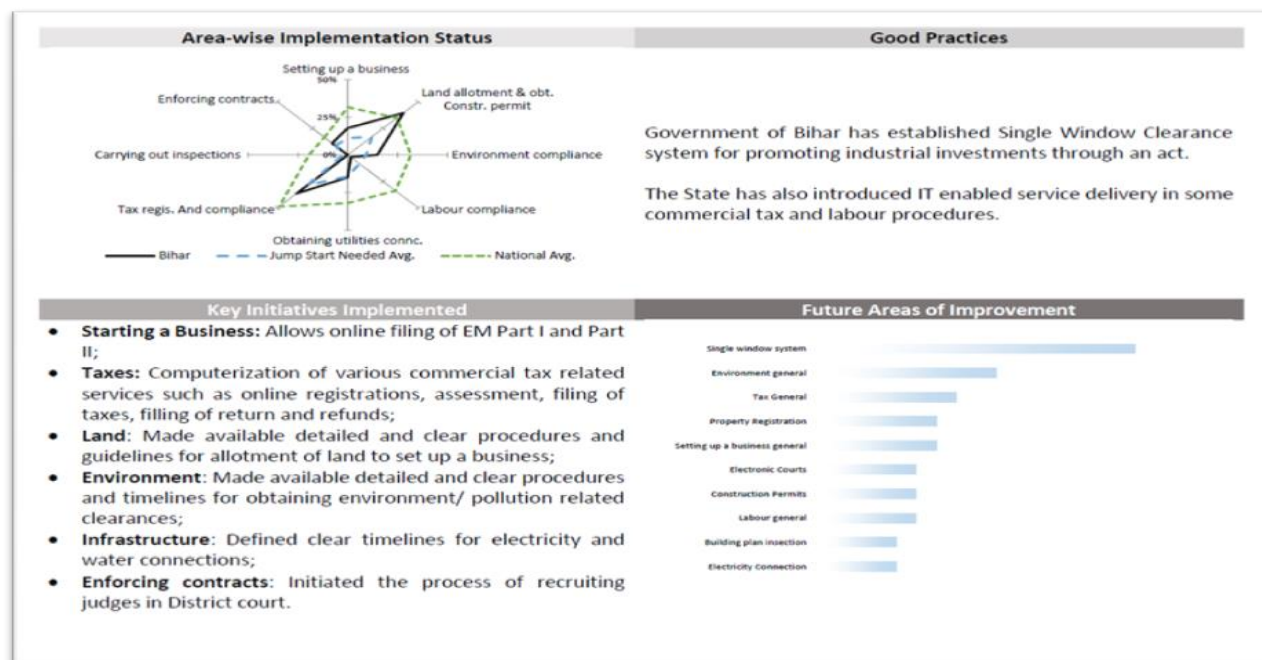 Area-wise Implementation Status
Good Practices
Setting up a business
50%
Land allotment & obt.
Constr. permit
Enforcing contracts
25%
Carrying out inspections
0%
Environment compliance
Tax regis. And compliance
Labour compliance
Obtaining utilities connc.
Bihar
Jump Start Needed Avg.
National Avg.
Government of Bihar has established Single Window Clearance
system for promoting industrial investments through an act.
The State has also introduced IT enabled service delivery in some
commercial tax and labour procedures.
Key Initiatives Implemented
• Starting a Business: Allows online filing of EM Part I and Part
II;
• Taxes: Computerization of various commercial tax related
services such as online registrations, assessment, filing of
taxes, filling of return and refunds;
• Land: Made available detailed and clear procedures and
guidelines for allotment of land to set up a business;
• Environment: Made available detailed and clear procedures
and timelines for obtaining environment/ pollution related
clearances;
• Infrastructure: Defined clear timelines for electricity and
water connections;
• Enforcing contracts: Initiated the process of recruiting
judges in District court.
Future Areas of Improvement
Single window system
Environment general
Tax General
Property Registration
Setting up a business general
Electronic Courts
Construction Permits
Labour general
Building plan insection
Electricity Connection